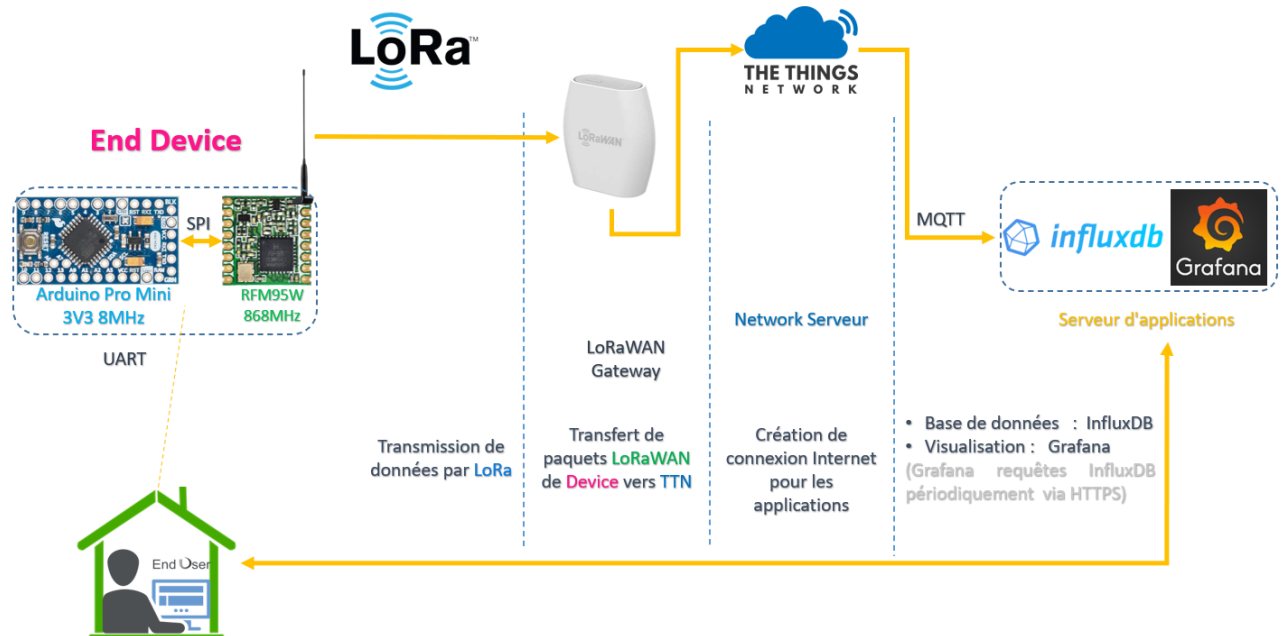 LoRa™
THE THINGS
NETWORK
End Device
LoRaWAN
SPI
MQTT
influxdb
Grafana
Arduino Pro Mini
3V3 8MHz
RFM95W
868MHz
UART
Network Serveur
Serveur d'applications
LoRaWAN
Gateway
Transmission de
données par LoRa
Transfert de
paquets LoRaWAN
de Device vers TTN
Création de
connexion Internet
pour les
applications
• Base de données : InfluxDB
• Visualisation : Grafana
(Grafana requêtes InfluxDB
périodiquement via HTTPS)
End User